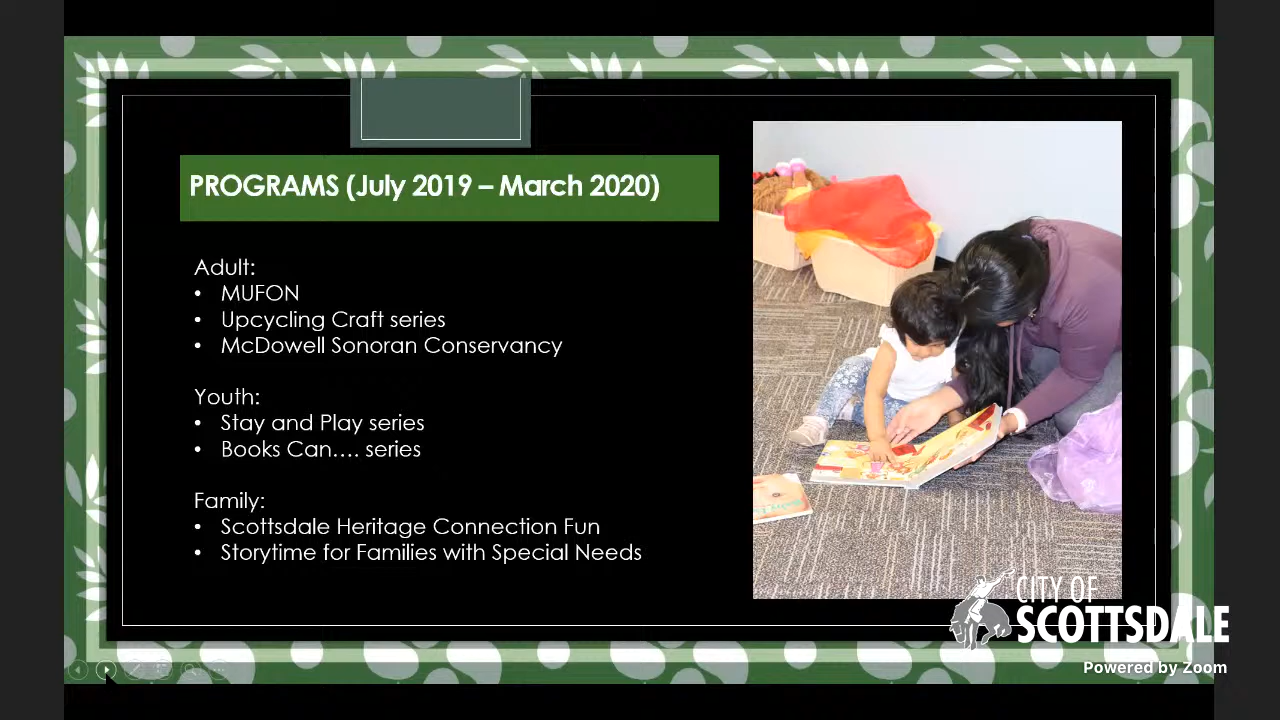 PROGRAMS (July 2019 – March 2020)
Adult:
• MUFON
• Upcycling Craft series
• McDowell Sonoran Conservancy
Youth:
• Stay and Play series
• Books Can.... series
Family:
• Scottsdale Heritage Connection Fun
• Storytime for Families with Special Needs
CITY OF
SCOTTSDALE
Powered by Zoom